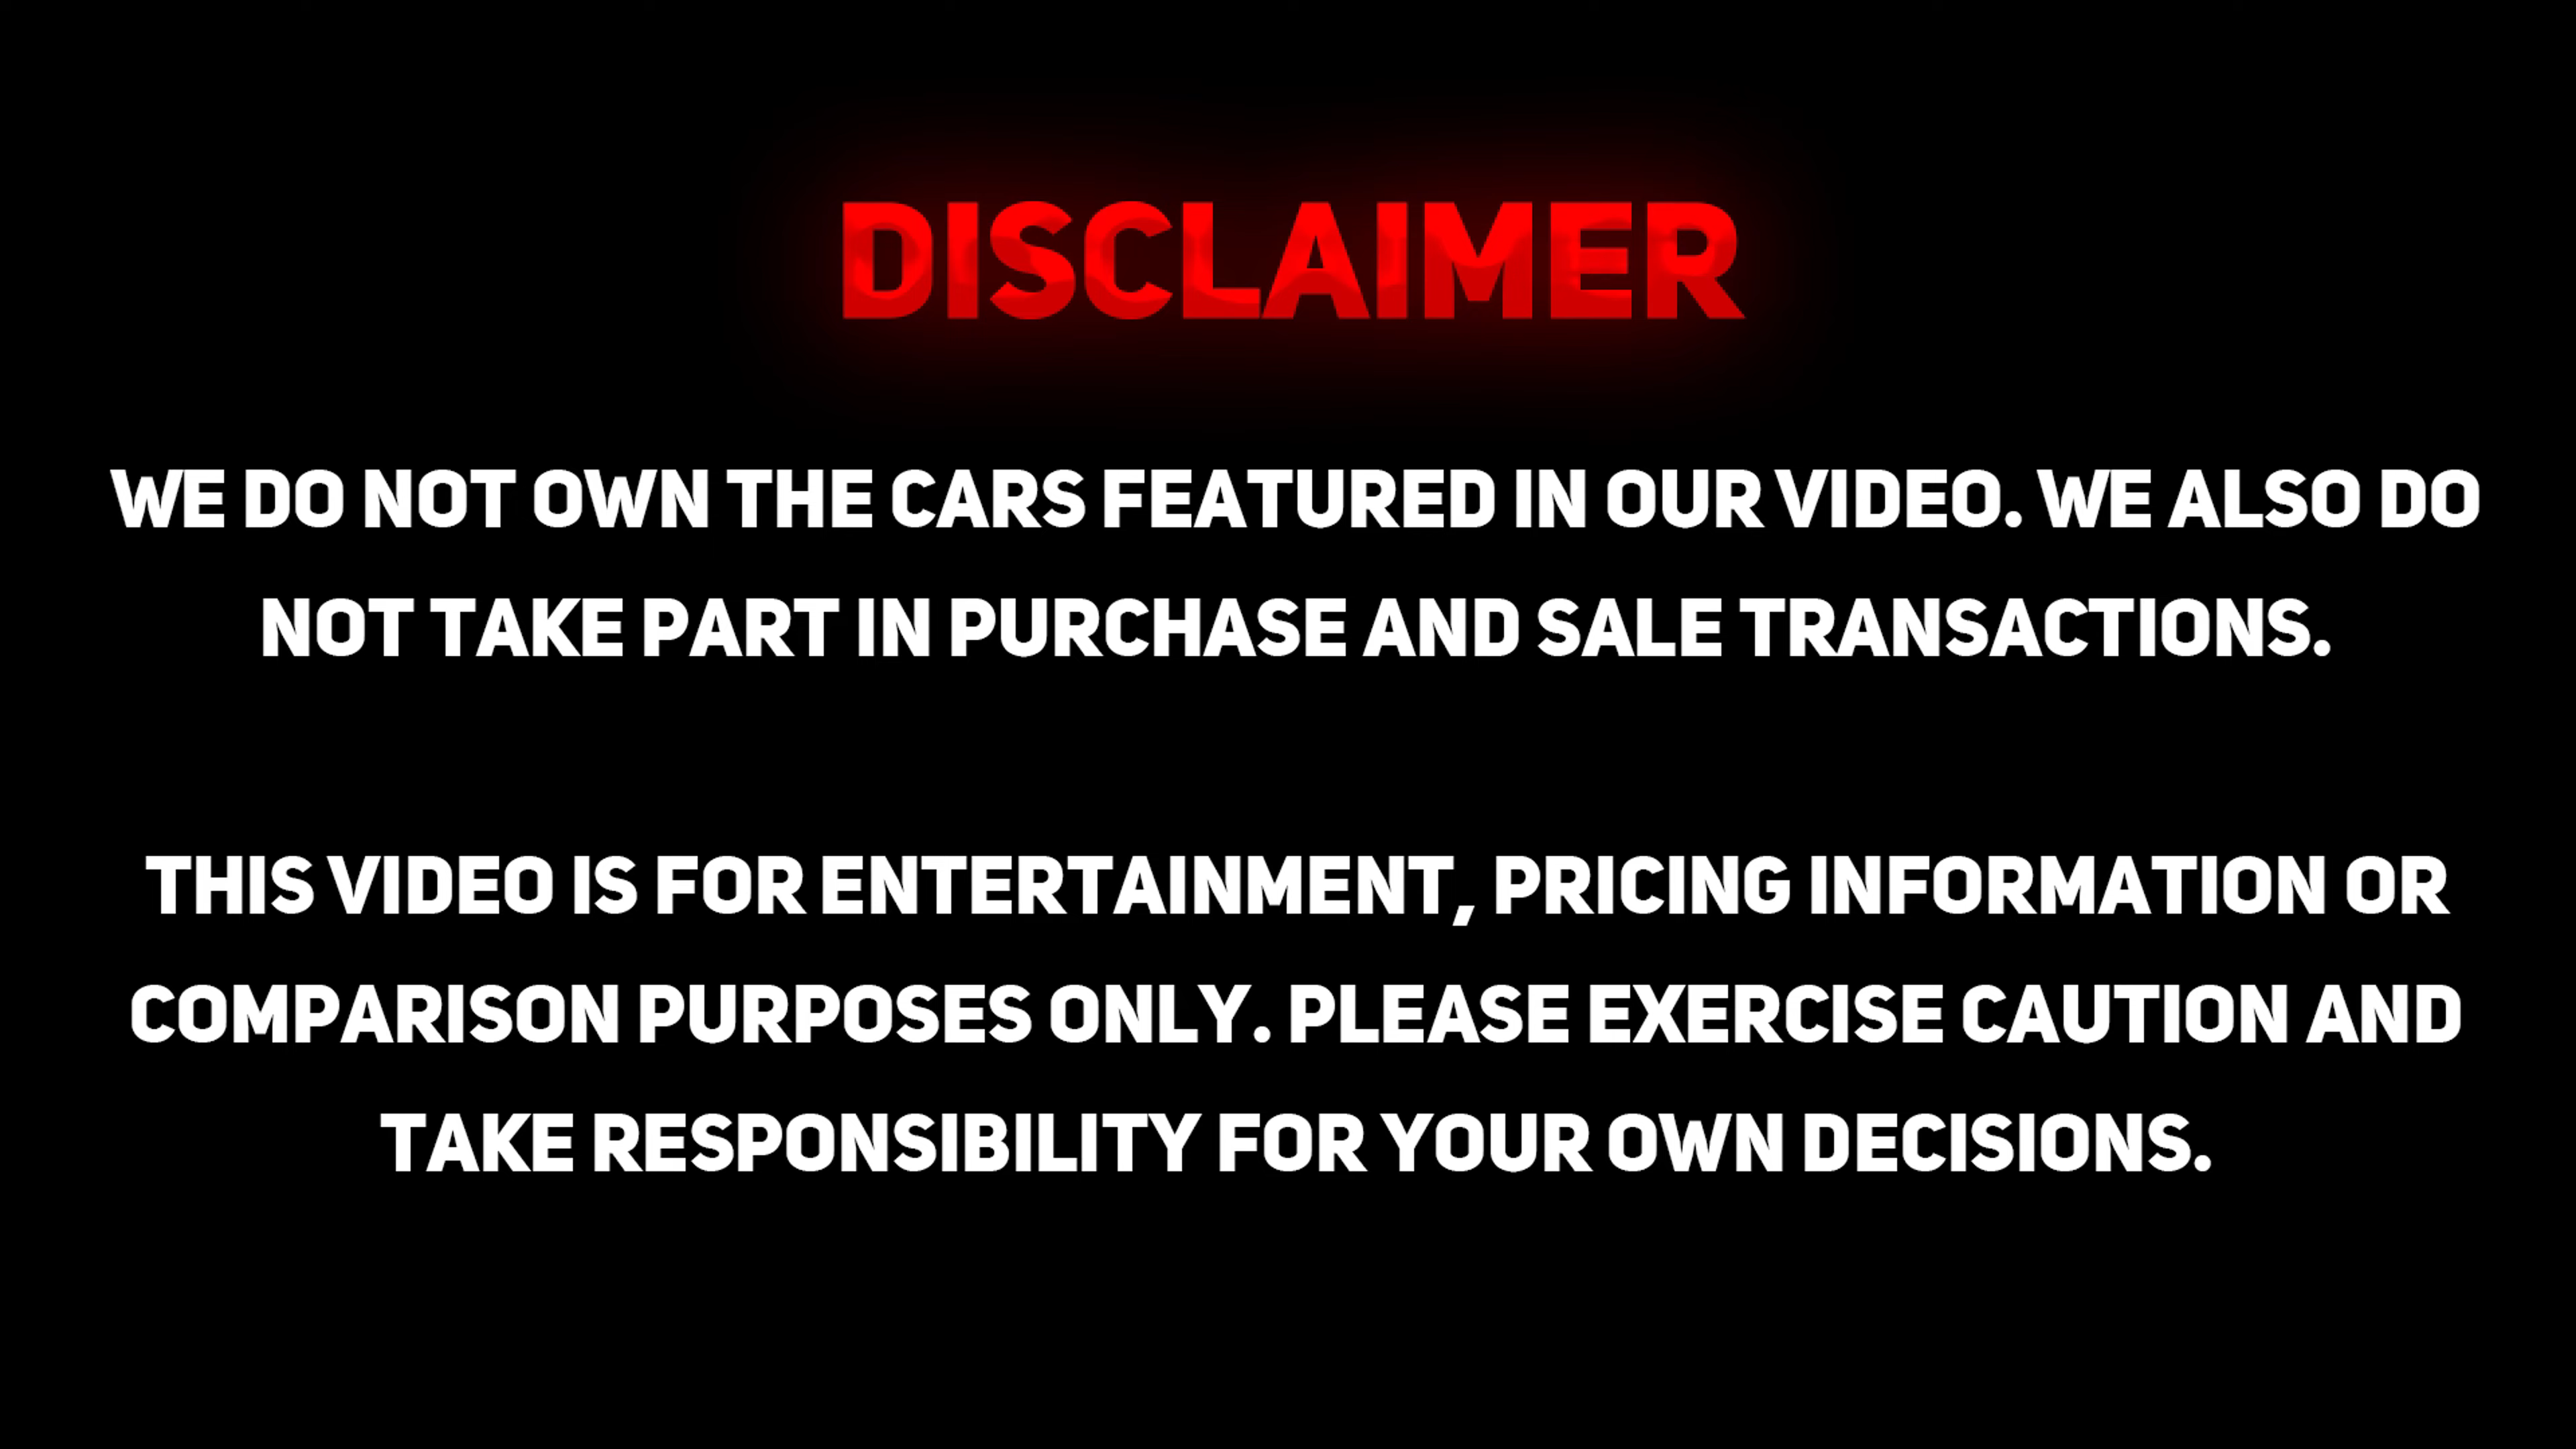 DISCLAIMER
WE DO NOT OWN THE CARS FEATURED IN OUR VIDEO. WE ALSO DO
NOT TAKE PART IN PURCHASE AND SALE TRANSACTIONS.
THIS VIDEO IS FOR ENTERTAINMENT, PRICING INFORMATION OR
COMPARISON PURPOSES ONLY. PLEASE EXERCISE CAUTION AND
TAKE RESPONSIBILITY FOR YOUR OWN DECISIONS.